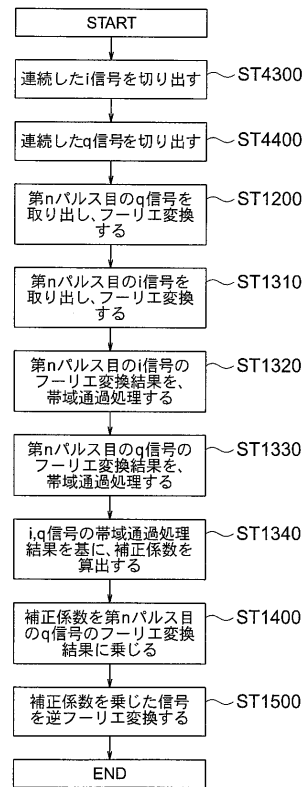 START
連続したi信号を切り出す
ST4300
連続したq信号を切り出す
ST4400
第nパルス目のq信号を
取り出し、フーリエ変換
する
ST1200
第nパルス目のi信号を
取り出し、フーリエ変換
する
ST1310
第nパルス目のi信号の
フーリエ変換結果を、
帯域通過処理する
ST1320
第nパルス目のq信号の
フーリエ変換結果を、
帯域通過処理する
ST1330
i,q信号の帯域通過処理
結果を基に、補正係数を
算出する
ST1340
補正係数を第nパルス目
のq信号のフーリエ変換
結果に乗じる
ST1400
補正係数を乗じた信号
を逆フーリエ変換する
ST1500
END